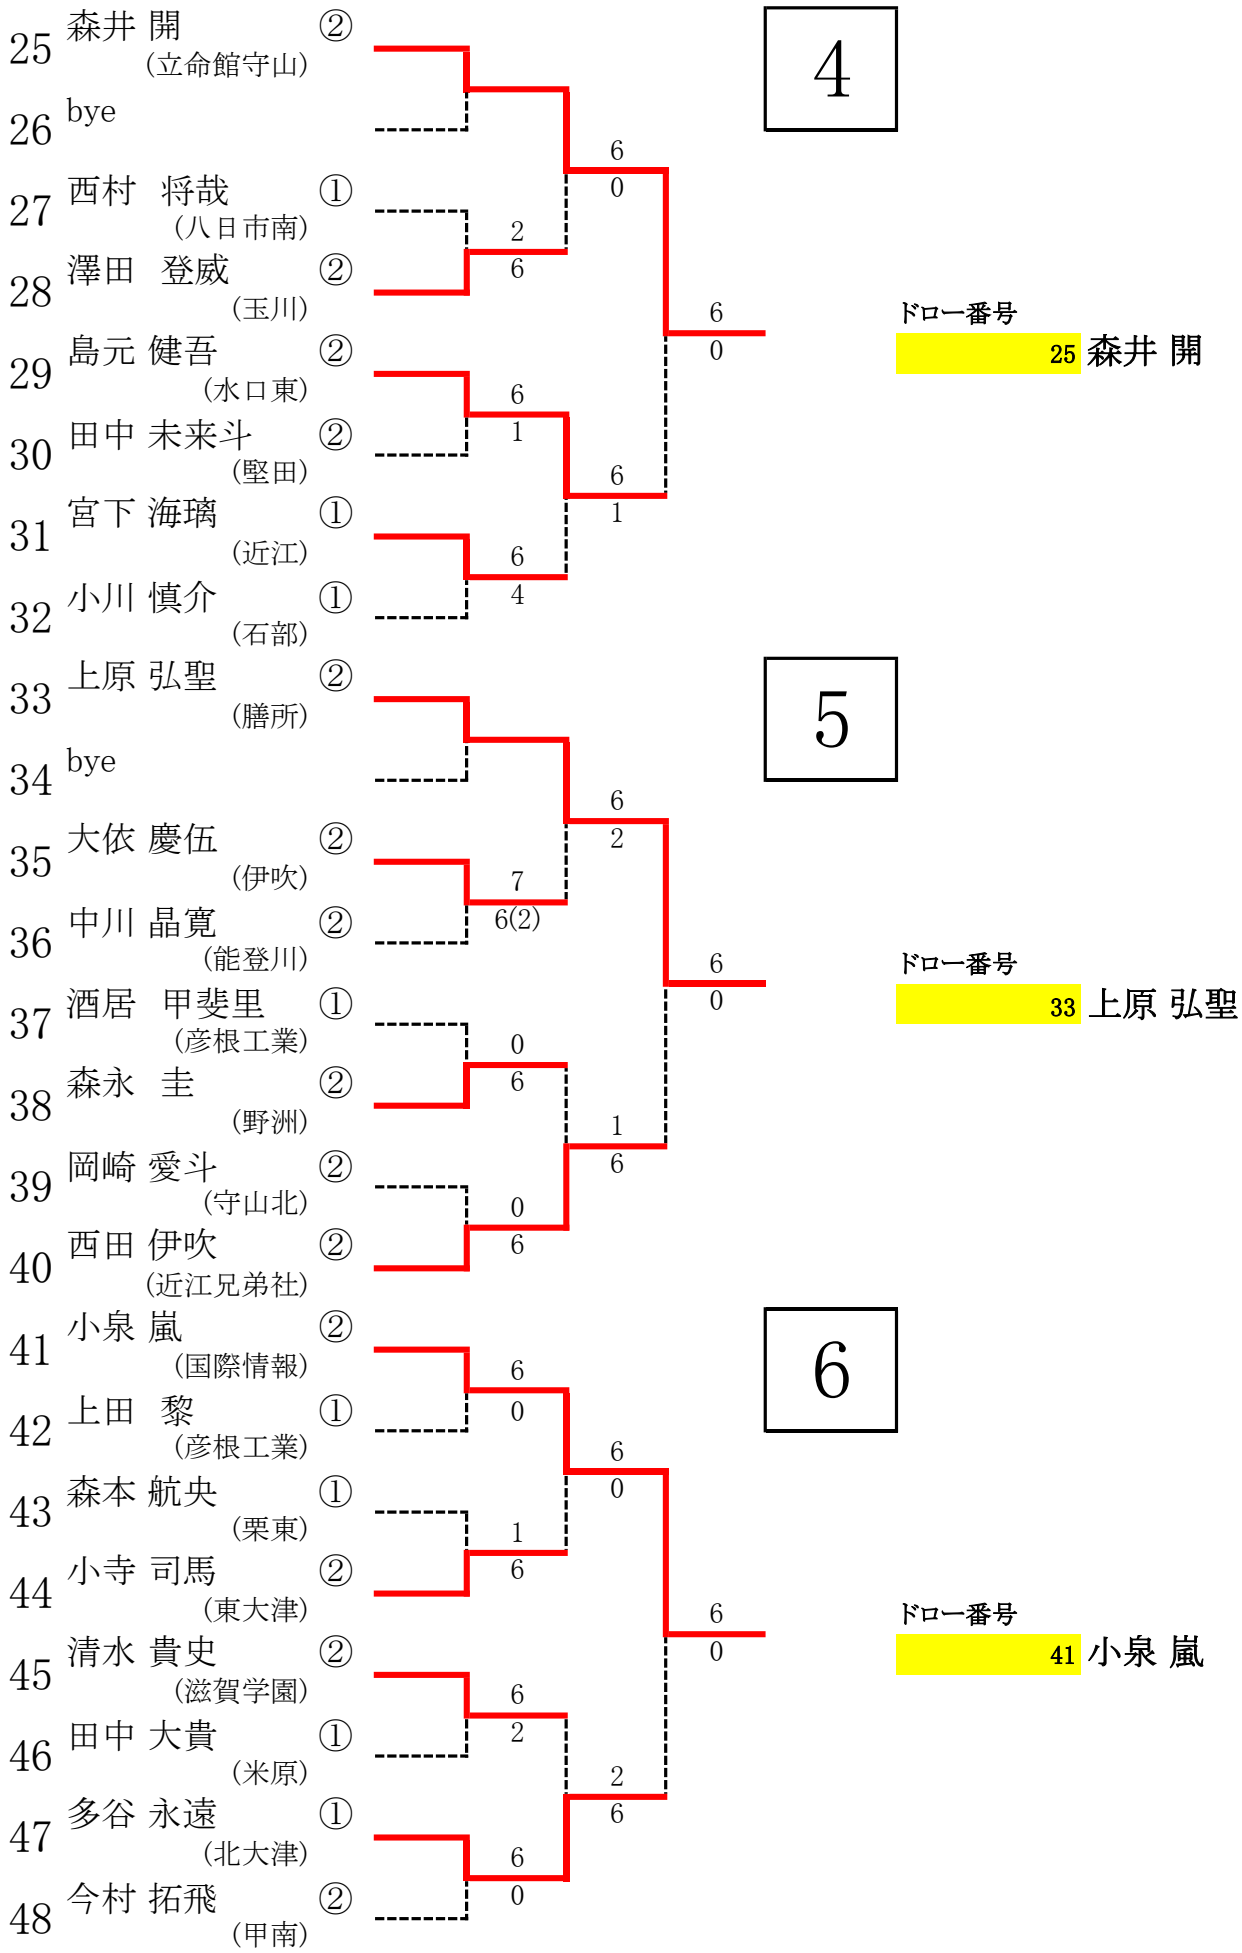 森井 開 ②
25 (立命館守山)
4
bye
26
6
0
西村 将哉 ①
27 (八日市南)
2
6
澤田 登威 ②
28 (玉川)
ドロー番号
6
0
25 森井 開
島元 健吾 ②
29 (水口東)
6
1
田中 未来斗 ②
30 (堅田)
6
1
宮下 海璃 ①
31 (近江)
6
4
小川 慎介 ①
32 (石部)
上原 弘聖 ②
33 (膳所)
5
bye
34
6
2
大依 慶伍 ②
35 (伊吹)
7
6(2)
中川 晶寛 ②
36 (能登川)
ドロー番号
6
0
33 上原 弘聖
酒居 甲斐里 ①
37 (彦根工業)
0
6
森永 圭 ②
38 (野洲)
1
6
岡崎 愛斗 ②
39 (守山北)
0
6
西田 伊吹 ②
40 (近江兄弟社)
小泉 嵐 ②
41 (国際情報)
6
6
0
上田 黎 ①
42 (彦根工業)
6
0
森本 航央 ①
43 (栗東)
1
6
小寺 司馬 ②
44 (東大津)
ドロー番号
6
0
41 小泉 嵐
清水 貴史 ②
45 (滋賀学園)
6
2
田中 大貴 ①
46 (米原)
2
6
多谷 永遠 ①
47 (北大津)
6
0
今村 拓飛 ②
48 (甲南)